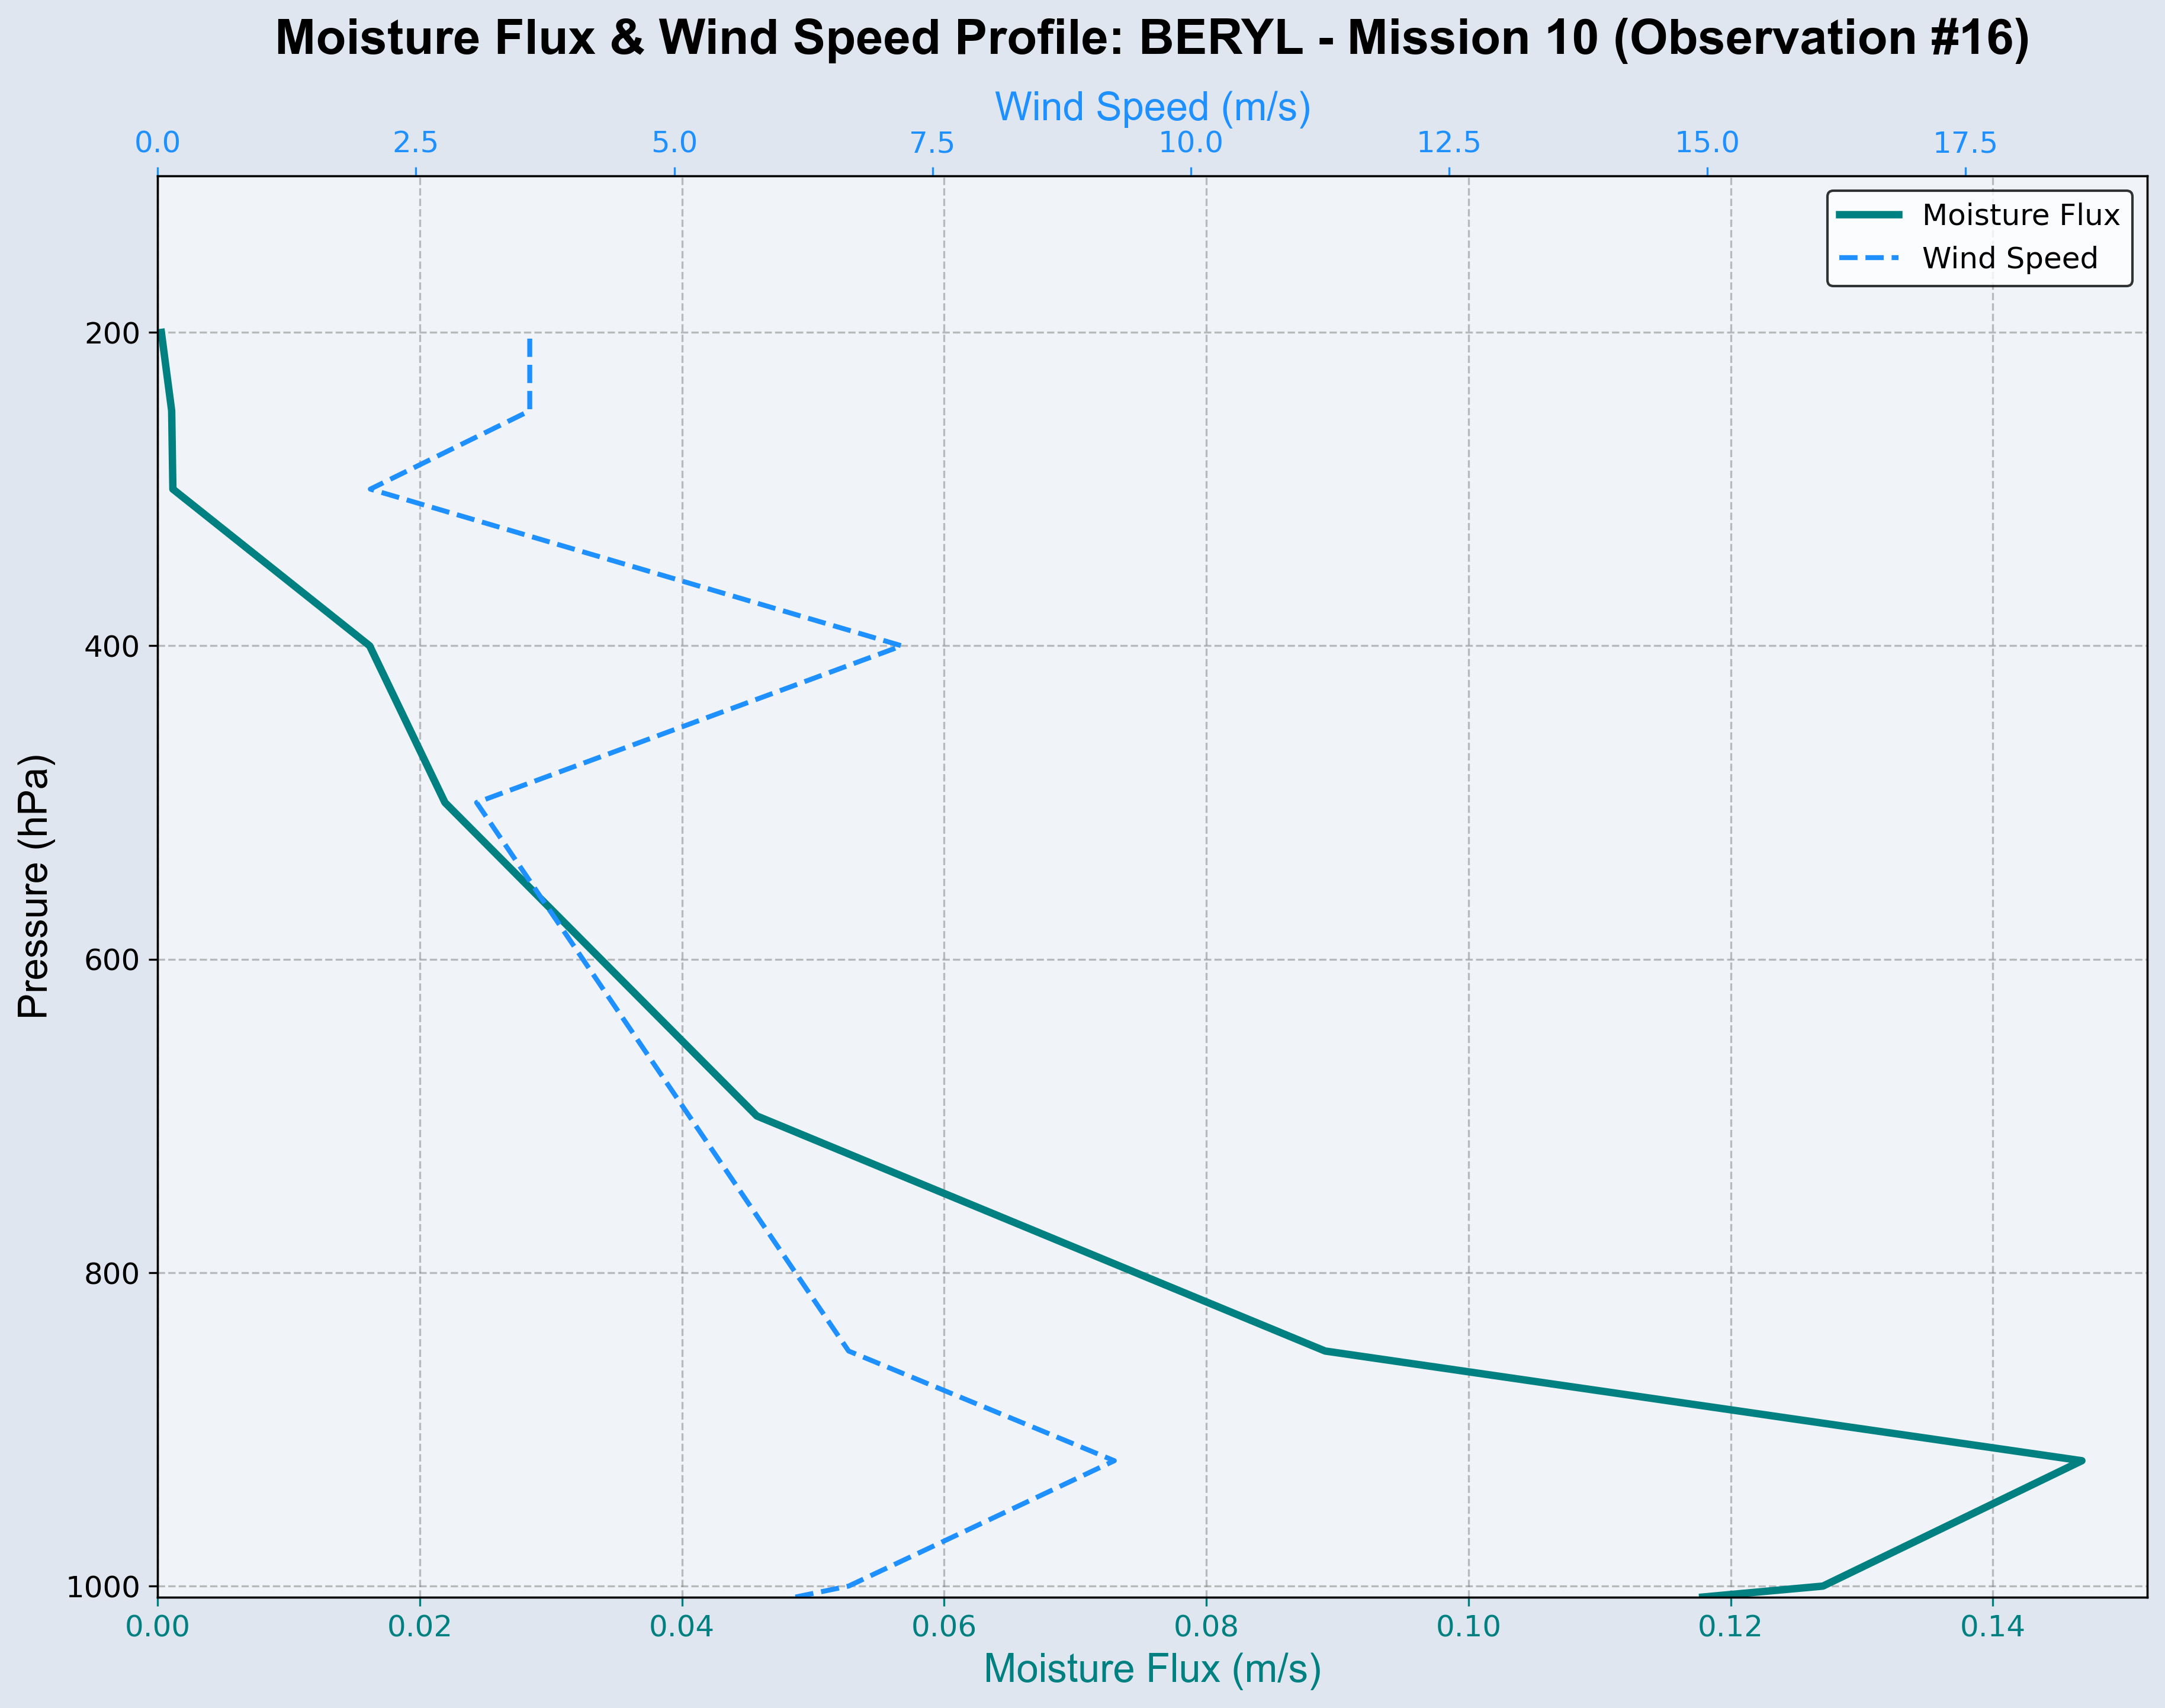 Moisture Flux & Wind Speed Profile: BERYL - Mission 10 (Observation #16)
Wind Speed (m/s)
0.0 2.5 5.0 7.5 10.0 12.5 15.0 17.5
Moisture Flux
Wind Speed
200
400
600
800
1000
Pressure (hPa)
0.00 0.02 0.04 0.06 0.08 0.10 0.12 0.14
Moisture Flux (m/s)